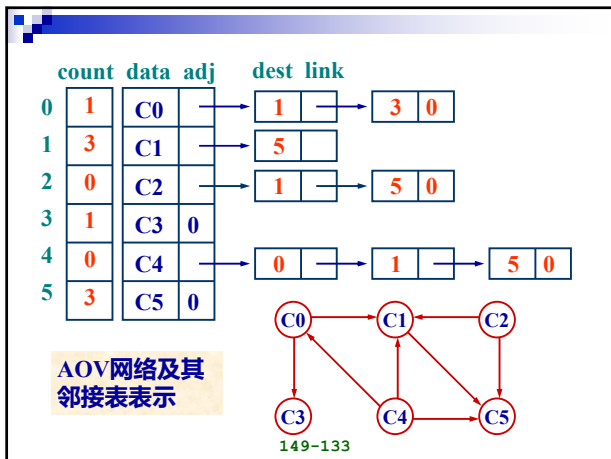 count data adj dest link
0 1 C0 1 3 0
1 3 C1 5
2 0 C2 1 5 0
3 1 C3 0
4 0 C4 0 1 5 0
5 3 C5 0
C0 C1 C2
AOV网络及其
邻接表表示
C3 C4 C5
149-133